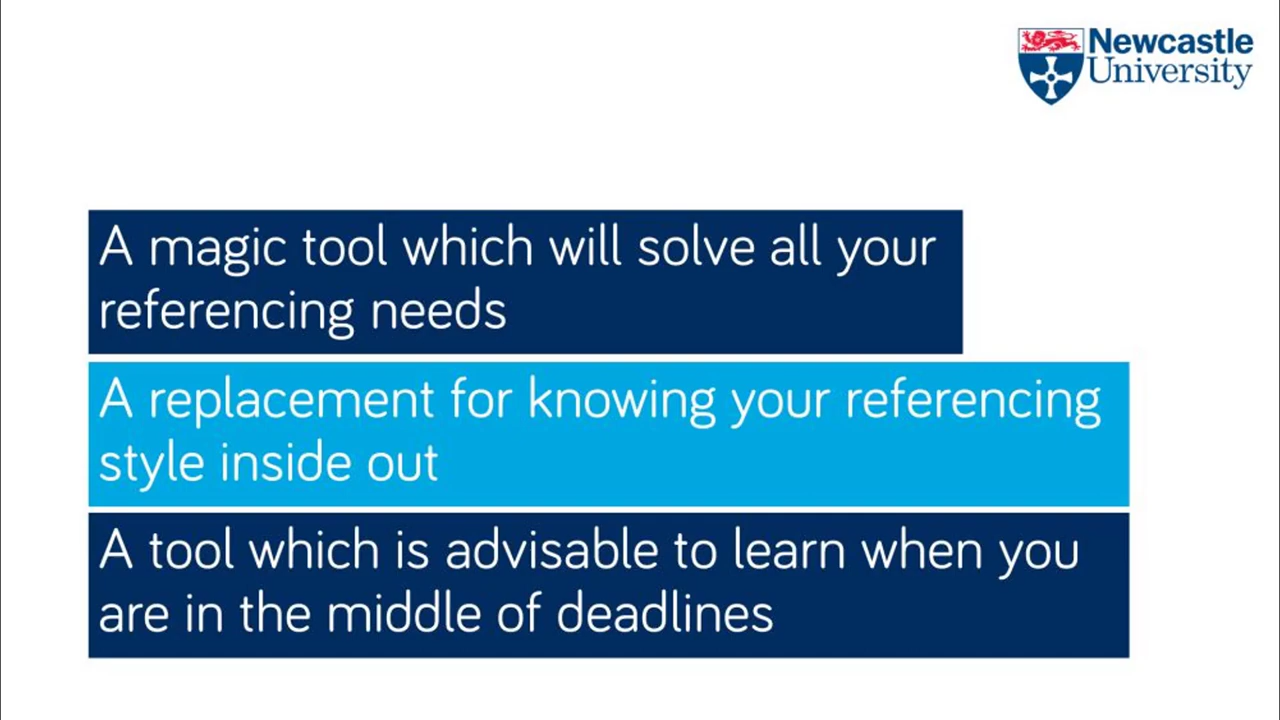 Newcastle
University
A magic tool which will solve all your
referencing needs
A replacement for knowing your referencing
style inside out
A tool which is advisable to learn when you
are in the middle of deadlines